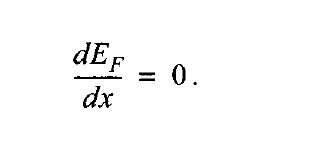 dE_F/dx = 0.